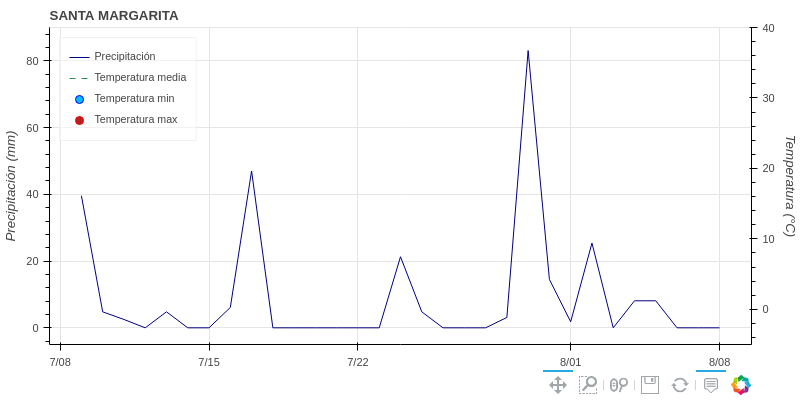 SANTA MARGARITA
Precipitación
Temperatura media
Temperatura min
Temperatura max
Precipitación (mm)
80
60
40
20
0
40
30
20
10
0
Temperatura (°C)
7/08
7/15
7/22
8/01
8/08